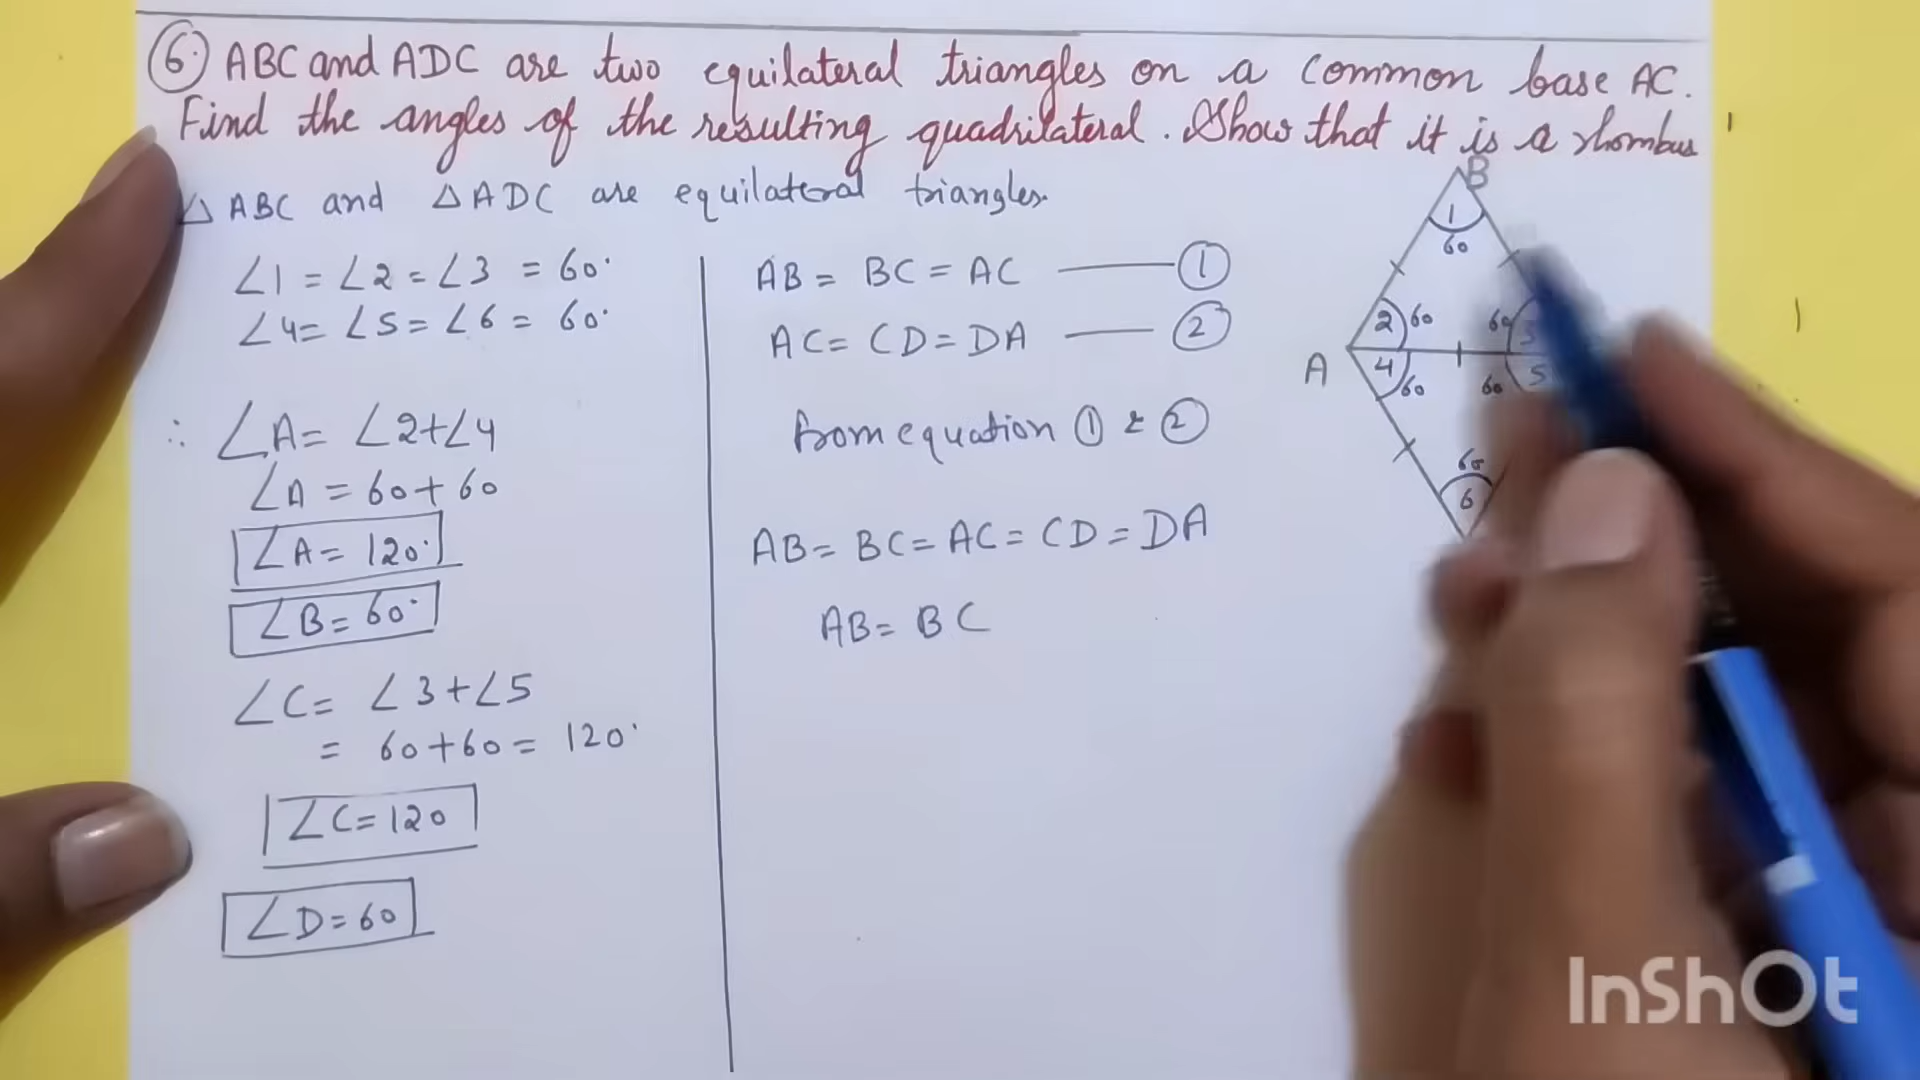 6. ABC and ADC are two equilateral triangles on a common base AC.
Find the angles of the resulting quadrilateral. Show that it is a rhombus
△ ABC and △ADC are equilateral triangles.
∠1 = ∠2 = ∠3 = 60°
∠4 = ∠5 = ∠6 = 60°
∴ ∠A = ∠2+∠4
∠A = 60+60
∠A = 120°
∠B = 60°
∠C = ∠3+∠5
= 60+60 = 120°
∠C = 120
∠D = 60
AB = BC = AC —— ①
AC = CD = DA —— ②
from equation ① & ②
AB = BC = AC = CD = DA
AB = BC
B
1
60
2 60 60 3
A
4 60 60 5
60
6
InShOt